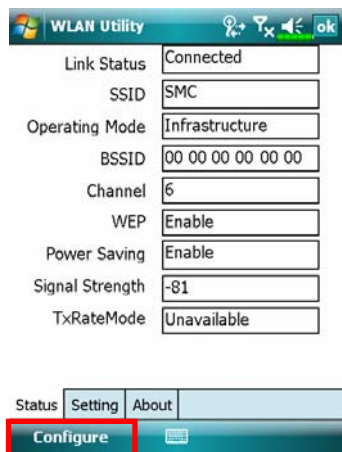 WLAN Utility ok
Link Status Connected
SSID SMC
Operating Mode Infrastructure
BSSID 00 00 00 00 00 00
Channel 6
WEP Enable
Power Saving Enable
Signal Strength -81
TxRateMode Unavailable
Status Setting About
Configure